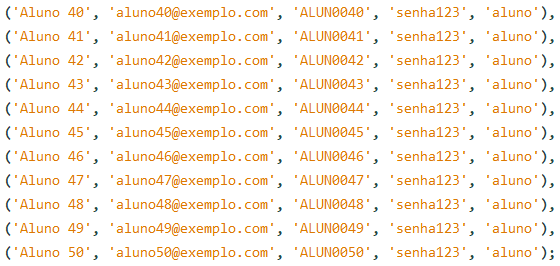 ('Aluno 40', 'aluno40@exemplo.com', 'ALUN0040', 'senha123', 'aluno'),
('Aluno 41', 'aluno41@exemplo.com', 'ALUN0041', 'senha123', 'aluno'),
('Aluno 42', 'aluno42@exemplo.com', 'ALUN0042', 'senha123', 'aluno'),
('Aluno 43', 'aluno43@exemplo.com', 'ALUN0043', 'senha123', 'aluno'),
('Aluno 44', 'aluno44@exemplo.com', 'ALUN0044', 'senha123', 'aluno'),
('Aluno 45', 'aluno45@exemplo.com', 'ALUN0045', 'senha123', 'aluno'),
('Aluno 46', 'aluno46@exemplo.com', 'ALUN0046', 'senha123', 'aluno'),
('Aluno 47', 'aluno47@exemplo.com', 'ALUN0047', 'senha123', 'aluno'),
('Aluno 48', 'aluno48@exemplo.com', 'ALUN0048', 'senha123', 'aluno'),
('Aluno 49', 'aluno49@exemplo.com', 'ALUN0049', 'senha123', 'aluno'),
('Aluno 50', 'aluno50@exemplo.com', 'ALUN0050', 'senha123', 'aluno');